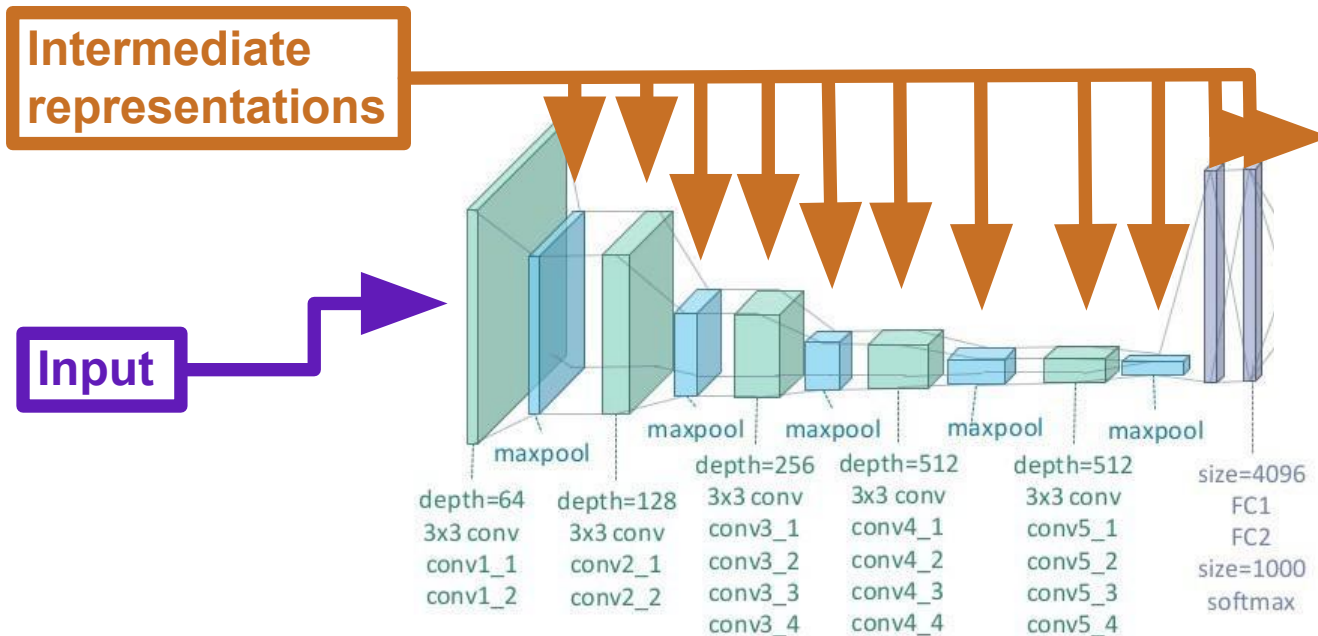 Intermediate
representations
Input
maxpool
maxpool
maxpool
maxpool
maxpool
depth=64
3x3 conv
conv1_1
conv1_2
depth=128
3x3 conv
conv2_1
conv2_2
depth=256
3x3 conv
conv3_1
conv3_2
conv3_3
conv3_4
depth=512
3x3 conv
conv4_1
conv4_2
conv4_3
conv4_4
depth=512
3x3 conv
conv5_1
conv5_2
conv5_3
conv5_4
size=4096
FC1
FC2
size=1000
softmax